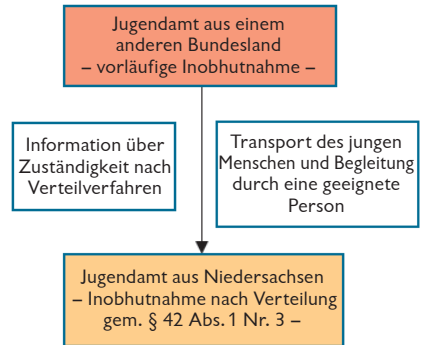 Jugendamt aus einem
anderen Bundesland
– vorläufige Inobhutnahme –
Information über
Zuständigkeit nach
Verteilverfahren
Transport des jungen
Menschen und Begleitung
durch eine geeignete
Person
Jugendamt aus Niedersachsen
– Inobhutnahme nach Verteilung
gem. § 42 Abs. 1 Nr. 3 –